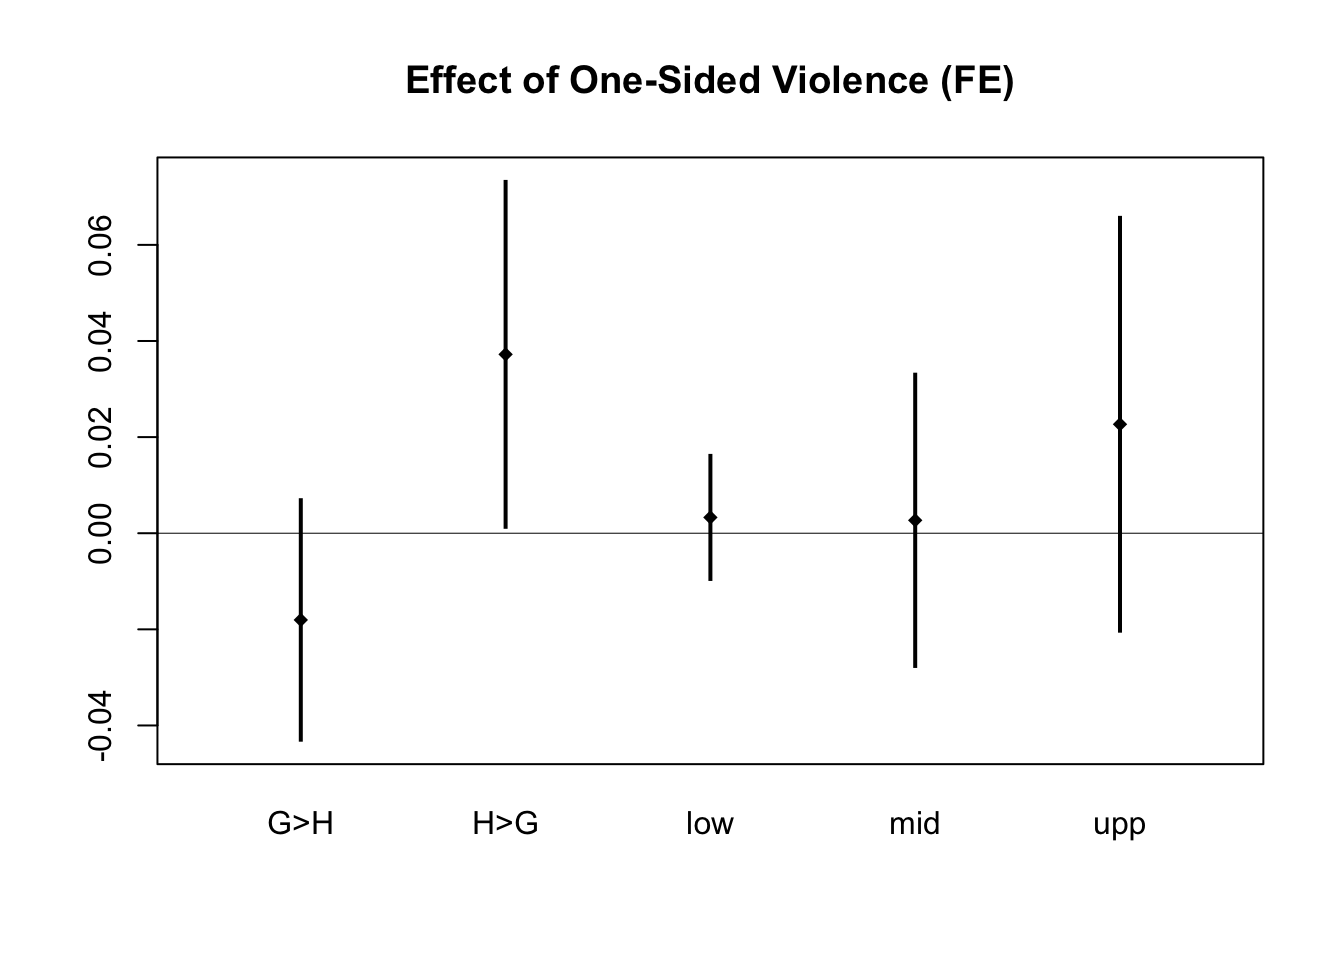 Effect of One-Sided Violence (FE)
0.06
0.04
0.02
0.00
-0.04
G>H H>G low mid upp